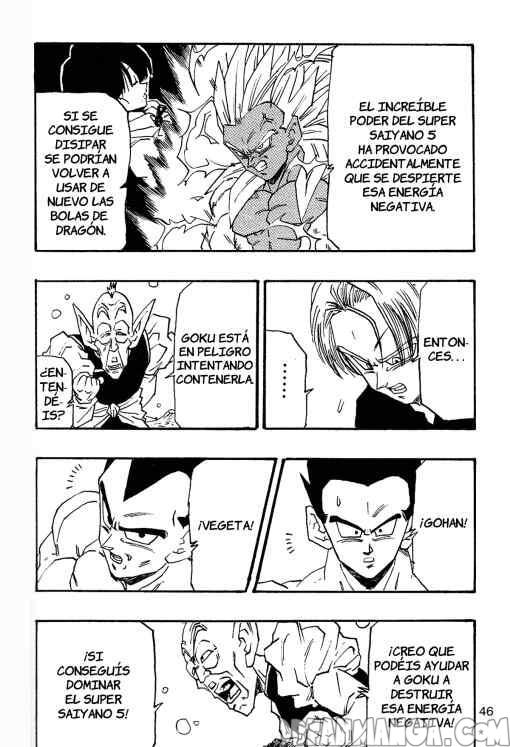 EL INCREÍBLE
PODER DEL SUPER
SAIYANO 5
HA PROVOCADO
ACCIDENTALMENTE
QUE SE DESPIERTE
ESA ENERGÍA
NEGATIVA.
SI SE
CONSIGUE
DISIPAR
SE PODRÍAN
VOLVER A
USAR DE
NUEVO LAS
BOLAS DE
DRAGÓN.
ENTON-
CES...
......
GOKU ESTÁ
EN PELIGRO
INTENTANDO
CONTENERLA.
¿EN-
TEN-
DÉ-
IS?
¡GOHAN!
¡VEGETA!
¡CREO QUE
PODÉIS AYUDAR
A GOKU A
DESTRUIR
ESA ENERGÍA
NEGATIVA!
¡SI
CONSEGUÍS
DOMINAR
EL SUPER
SAIYANO 5!
46